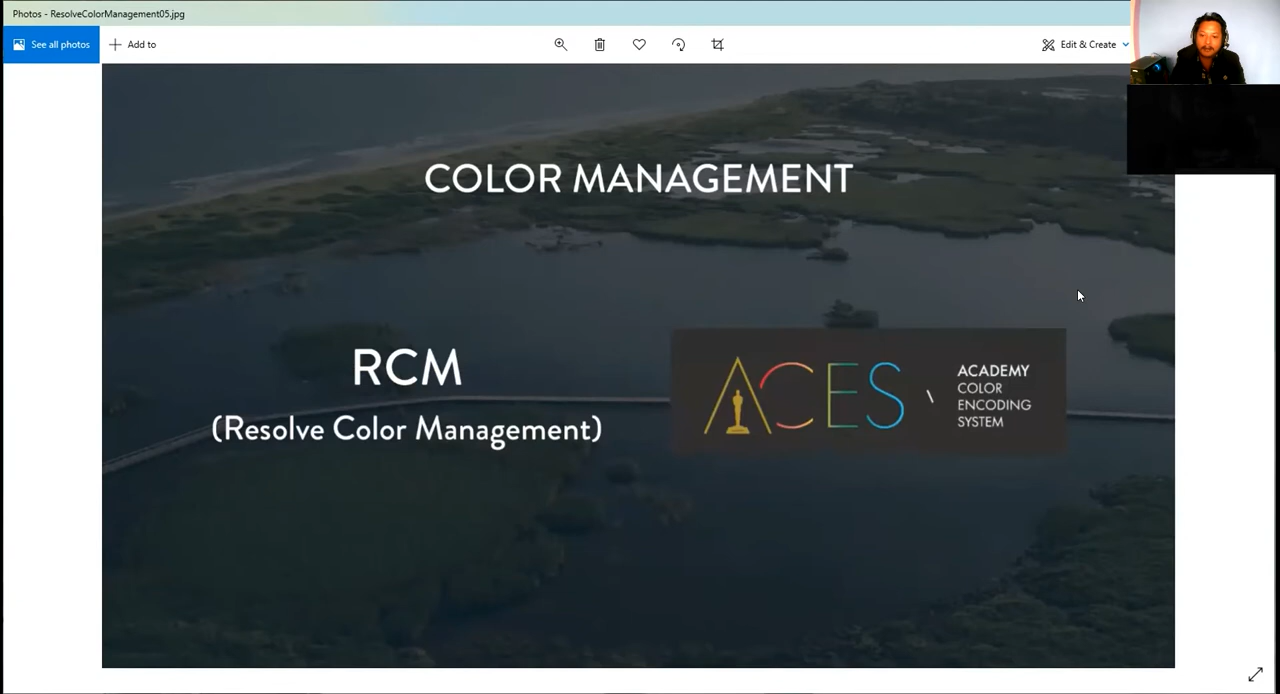 Photos - ResolveColorManagement05.jpg
See all photos
Add to
Edit & Create
COLOR MANAGEMENT
RCM
(Resolve Color Management)
ACES \
ACADEMY
COLOR
ENCODING
SYSTEM